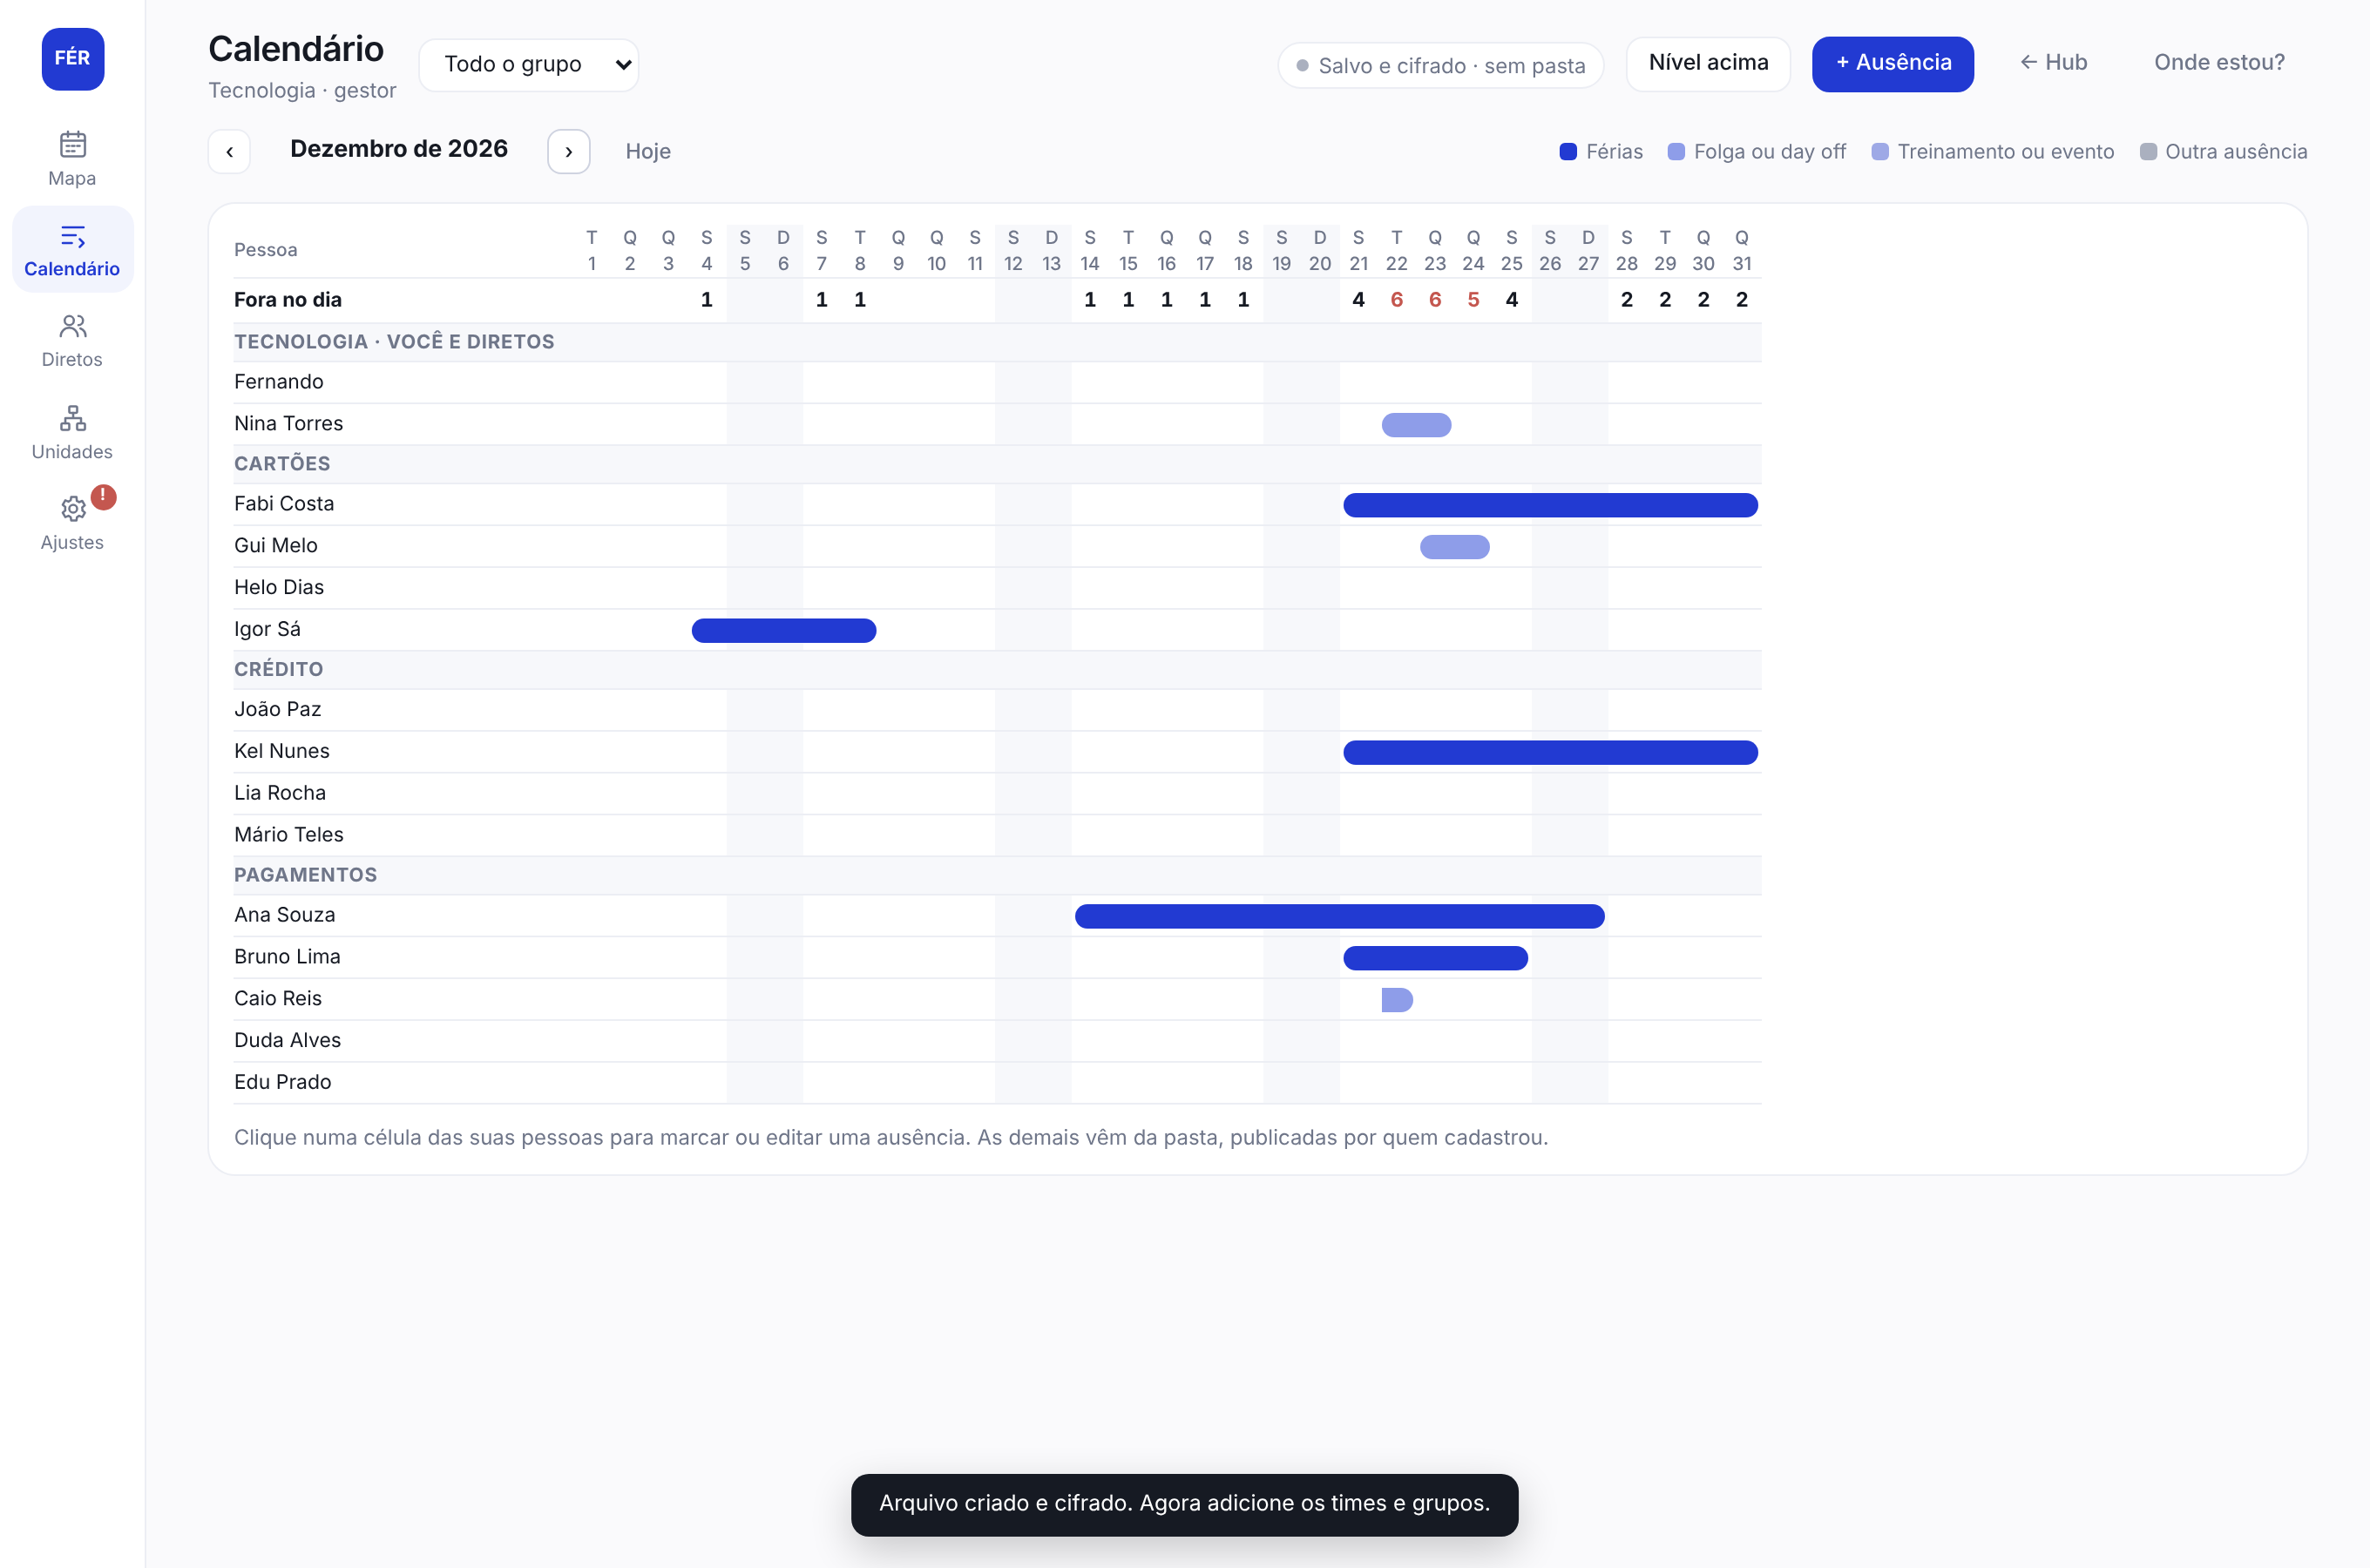 FÉR
Mapa
Calendário
Diretos
Unidades
!
Ajustes
Calendário
Tecnologia · gestor
Todo o grupo
Salvo e cifrado · sem pasta
Nível acima
+ Ausência
← Hub
Onde estou?
‹
Dezembro de 2026
›
Hoje
Férias
Folga ou day off
Treinamento ou evento
Outra ausência
Pessoa
T Q Q S S D S T Q Q S S D S T Q Q S S D S T Q Q S S D S T Q Q
1 2 3 4 5 6 7 8 9 10 11 12 13 14 15 16 17 18 19 20 21 22 23 24 25 26 27 28 29 30 31
Fora no dia 1 1 1 1 1 1 1 1 4 6 6 5 4 2 2 2 2
TECNOLOGIA · VOCÊ E DIRETOS
Fernando
Nina Torres
CARTÕES
Fabi Costa
Gui Melo
Helo Dias
Igor Sá
CRÉDITO
João Paz
Kel Nunes
Lia Rocha
Mário Teles
PAGAMENTOS
Ana Souza
Bruno Lima
Caio Reis
Duda Alves
Edu Prado
Clique numa célula das suas pessoas para marcar ou editar uma ausência. As demais vêm da pasta, publicadas por quem cadastrou.
Arquivo criado e cifrado. Agora adicione os times e grupos.